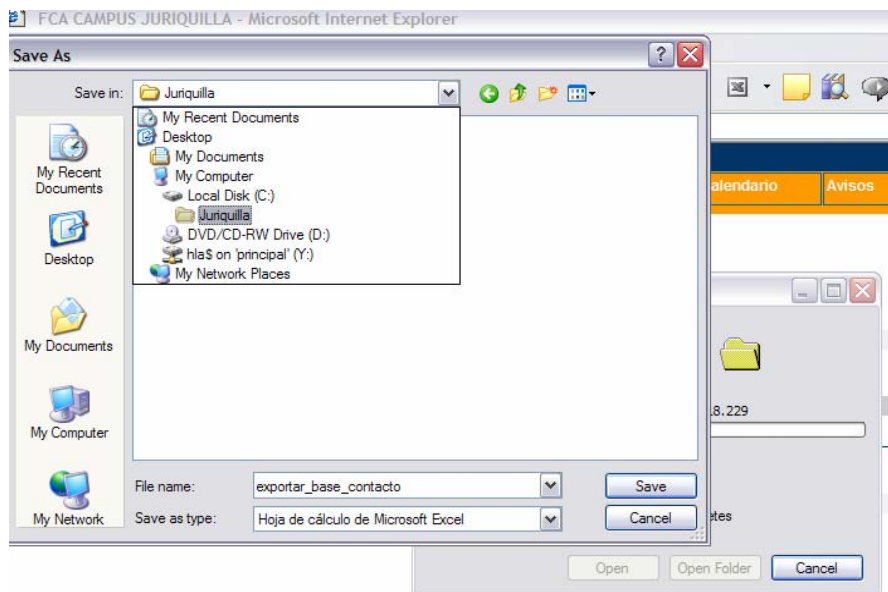 FCA CAMPUS JURIQUILLA - Microsoft Internet Explorer
Save As
Save in:
Juriquilla
My Recent Documents
Desktop
My Documents
My Computer
Local Disk (C:)
Juriquilla
DVD/CD-RW Drive (D:)
hla$ on 'principal' (Y:)
My Network Places
My Recent
Documents
Desktop
My Documents
My Computer
My Network
File name:
exportar_base_contacto
Save
Save as type:
Hoja de cálculo de Microsoft Excel
Cancel
alendario
Avisos
8.229
etes
Open
Open Folder
Cancel